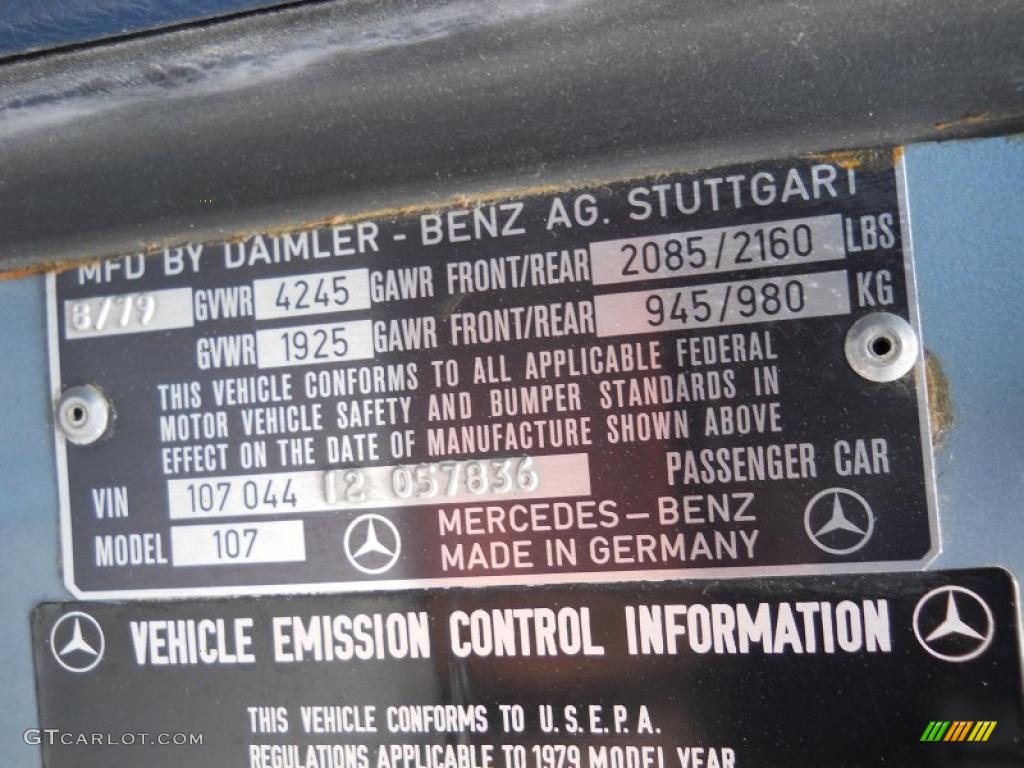 MFD BY DAIMLER - BENZ AG. STUTTGART
8/79 GVWR 4245 GAWR FRONT/REAR 2085/2160 LBS
GVWR 1925 GAWR FRONT/REAR 945/980 KG
THIS VEHICLE CONFORMS TO ALL APPLICABLE FEDERAL
MOTOR VEHICLE SAFETY AND BUMPER STANDARDS IN
EFFECT ON THE DATE OF MANUFACTURE SHOWN ABOVE
VIN 107 044 12 057836 PASSENGER CAR
MODEL 107 MERCEDES-BENZ
MADE IN GERMANY
VEHICLE EMISSION CONTROL INFORMATION
THIS VEHICLE CONFORMS TO U.S.E.P.A.
REGULATIONS APPLICABLE TO 1979 MODEL YEAR
GTCARLOT.COM